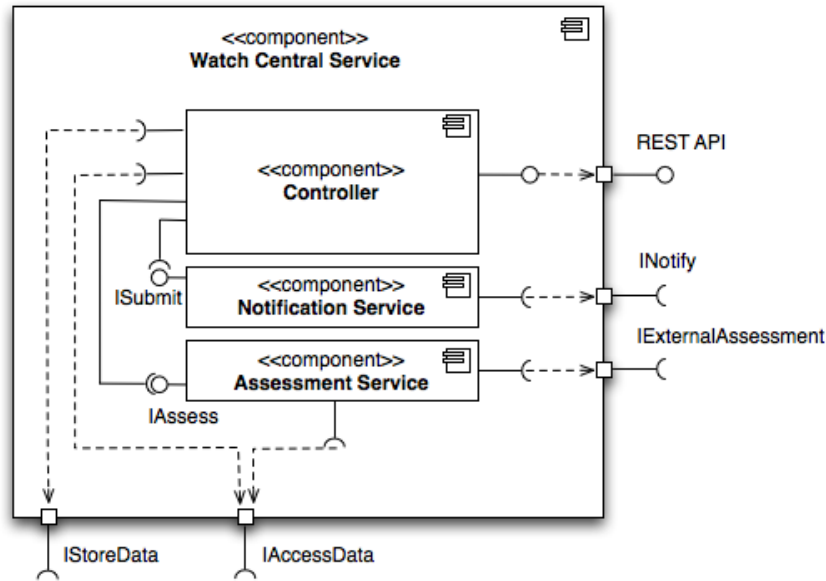 <<component>>
Watch Central Service
<<component>>
Controller
REST API
ISubmit
<<component>>
Notification Service
INotify
<<component>>
Assessment Service
IExternalAssessment
IAssess
IStoreData
IAccessData